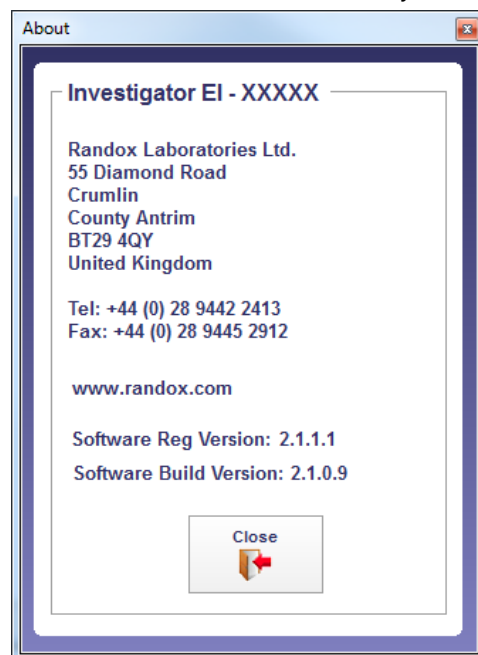 About
Investigator EI - XXXXX
Randox Laboratories Ltd.
55 Diamond Road
Crumlin
County Antrim
BT29 4QY
United Kingdom
Tel: +44 (0) 28 9442 2413
Fax: +44 (0) 28 9445 2912
www.randox.com
Software Reg Version: 2.1.1.1
Software Build Version: 2.1.0.9
Close